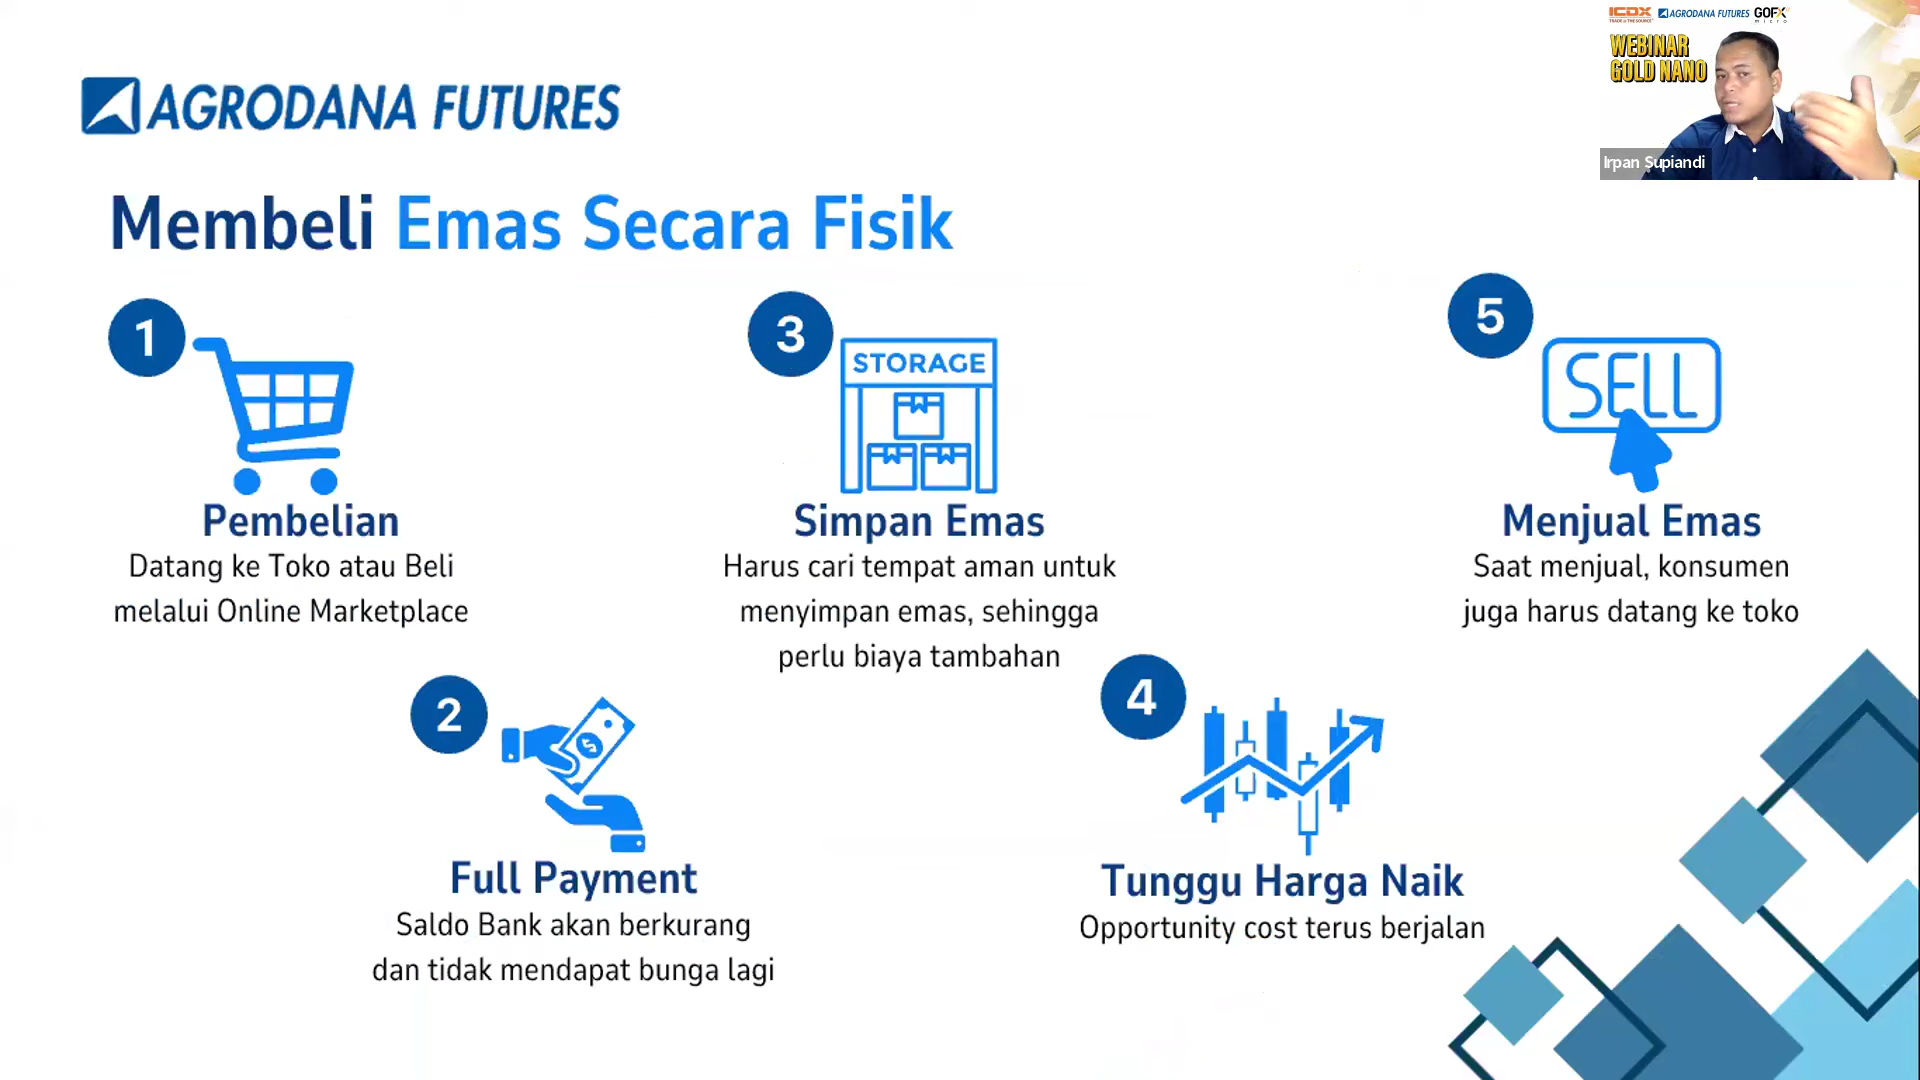 ICDX
AGRODANA FUTURES
GOFX
micro
WEBINAR
GOLD NANO
Irpan Supiandi
AGRODANA FUTURES
Membeli Emas Secara Fisik
1
Pembelian
Datang ke Toko atau Beli
melalui Online Marketplace
2
Full Payment
Saldo Bank akan berkurang
dan tidak mendapat bunga lagi
3
STORAGE
Simpan Emas
Harus cari tempat aman untuk
menyimpan emas, sehingga
perlu biaya tambahan
4
Tunggu Harga Naik
Opportunity cost terus berjalan
5
SELL
Menjual Emas
Saat menjual, konsumen
juga harus datang ke toko